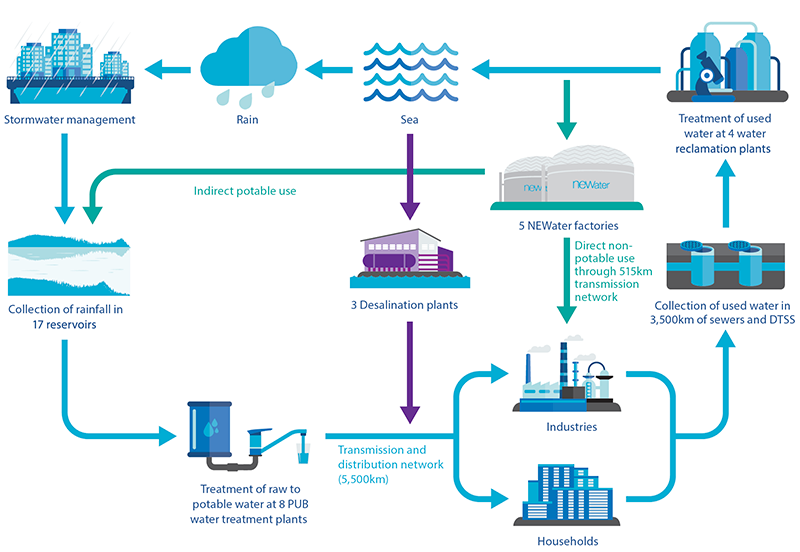 Stormwater management
Rain
Sea
Treatment of used
water at 4 water
reclamation plants
Indirect potable use
newater
newater
5 NEWater factories
Direct non-
potable use
through 515km
transmission
network
Collection of rainfall in
17 reservoirs
3 Desalination plants
Collection of used water in
3,500km of sewers and DTSS
Industries
Transmission and
distribution network
(5,500km)
Treatment of raw to
potable water at 8 PUB
water treatment plants
Households